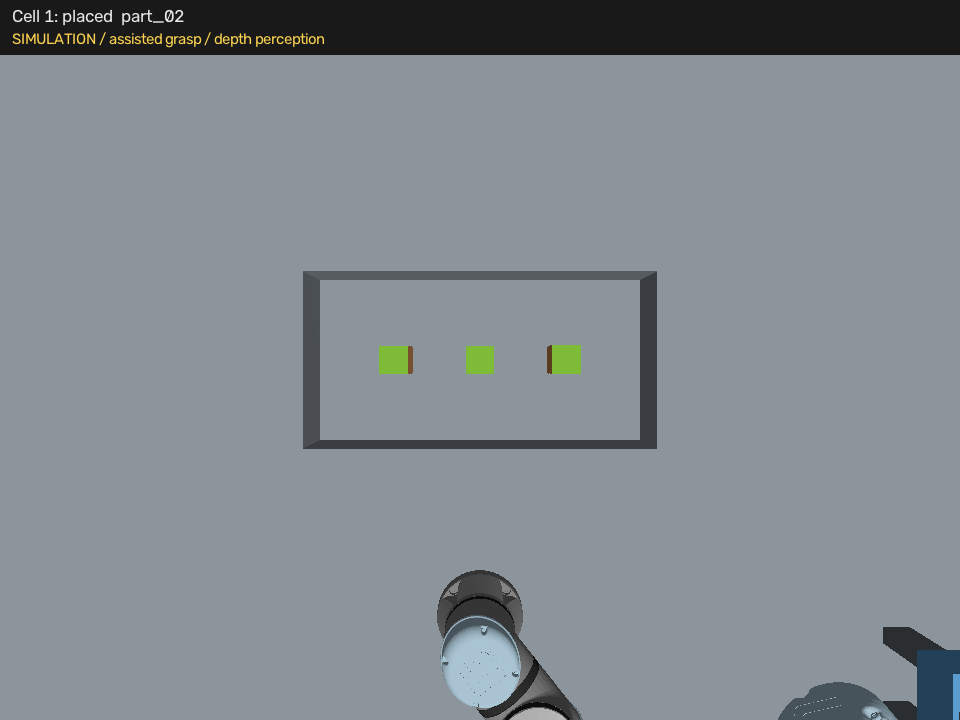 Cell 1: placed  part_02
SIMULATION / assisted grasp / depth perception